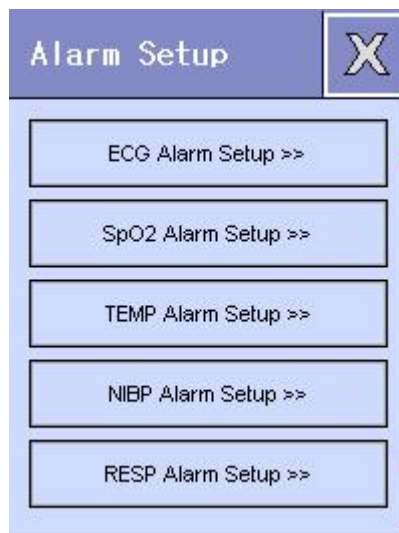 Alarm Setup X
ECG Alarm Setup >>
SpO2 Alarm Setup >>
TEMP Alarm Setup >>
NIBP Alarm Setup >>
RESP Alarm Setup >>